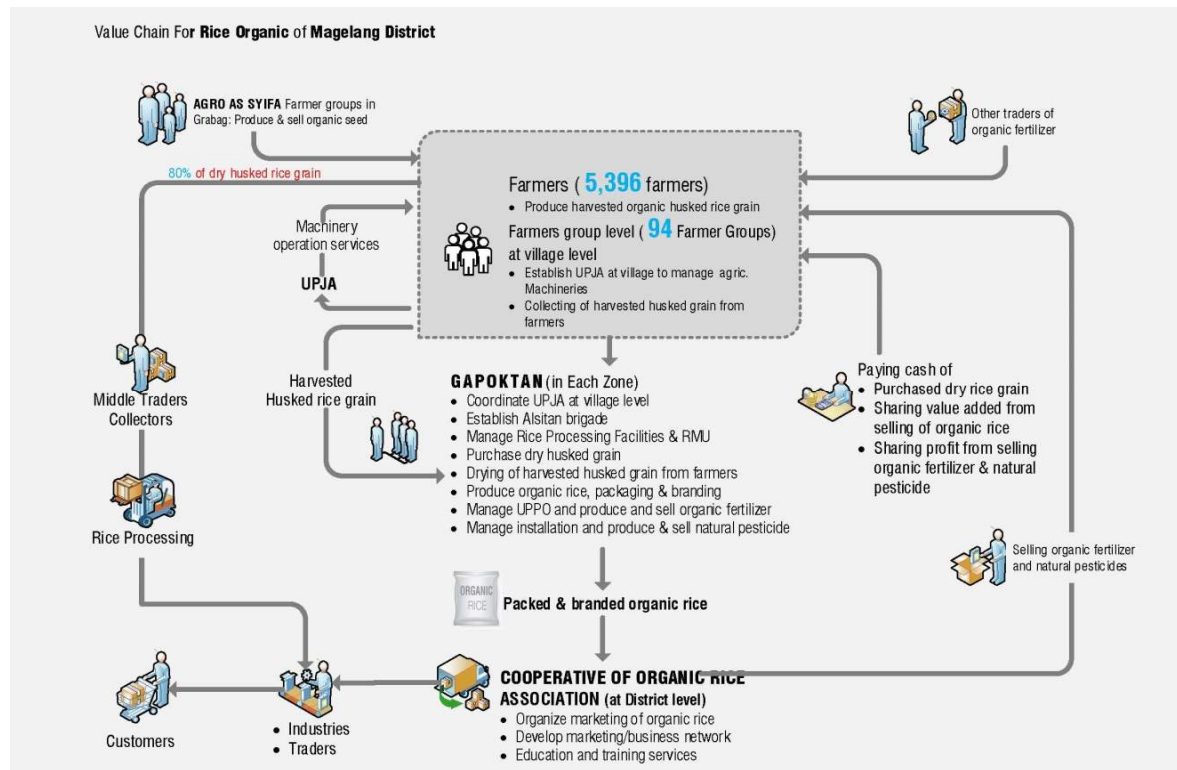 Value Chain For Rice Organic of Magelang District
AGRO AS SYIFA Farmer groups in
Grabag: Produce & sell organic seed
Other traders of
organic fertilizer
80% of dry husked rice grain
Farmers ( 5,396 farmers)
• Produce harvested organic husked rice grain
Farmers group level ( 94 Farmer Groups)
at village level
• Establish UPJA at village to manage agric.
Machineries
• Collecting of harvested husked grain from
farmers
Machinery
operation services
UPJA
Harvested
Husked rice grain
Middle Traders
Collectors
Rice Processing
GAPOKTAN (in Each Zone)
• Coordinate UPJA at village level
• Establish Alsitan brigade
• Manage Rice Processing Facilities & RMU
• Purchase dry husked grain
• Drying of harvested husked grain from farmers
• Produce organic rice, packaging & branding
• Manage UPPO and produce and sell organic fertilizer
• Manage installation and produce & sell natural pesticide
Paying cash of
• Purchased dry rice grain
• Sharing value added from
selling of organic rice
• Sharing profit from selling
organic fertilizer & natural
pesticide
Selling organic fertilizer
and natural pesticides
ORGANIC
RICE
Packed & branded organic rice
COOPERATIVE OF ORGANIC RICE
ASSOCIATION (at District level)
• Organize marketing of organic rice
• Develop marketing/business network
• Education and training services
• Industries
• Traders
Customers